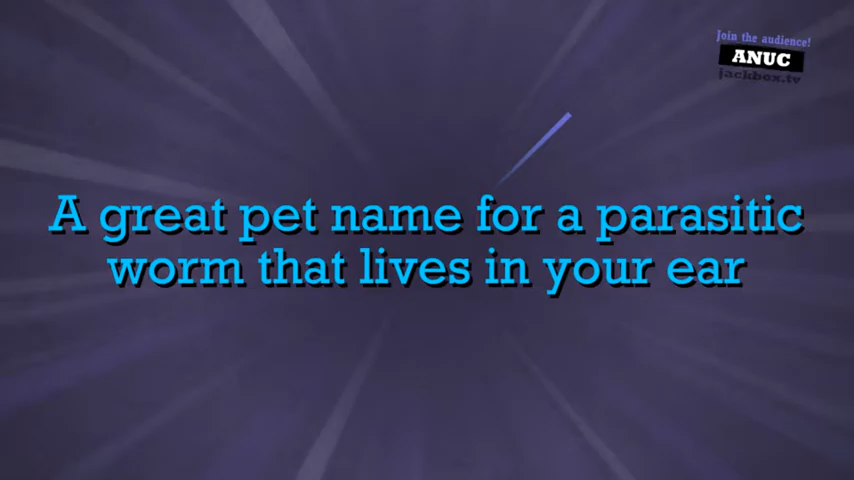 Join the audience!
ANUC
jackbox.tv
A great pet name for a parasitic
worm that lives in your ear